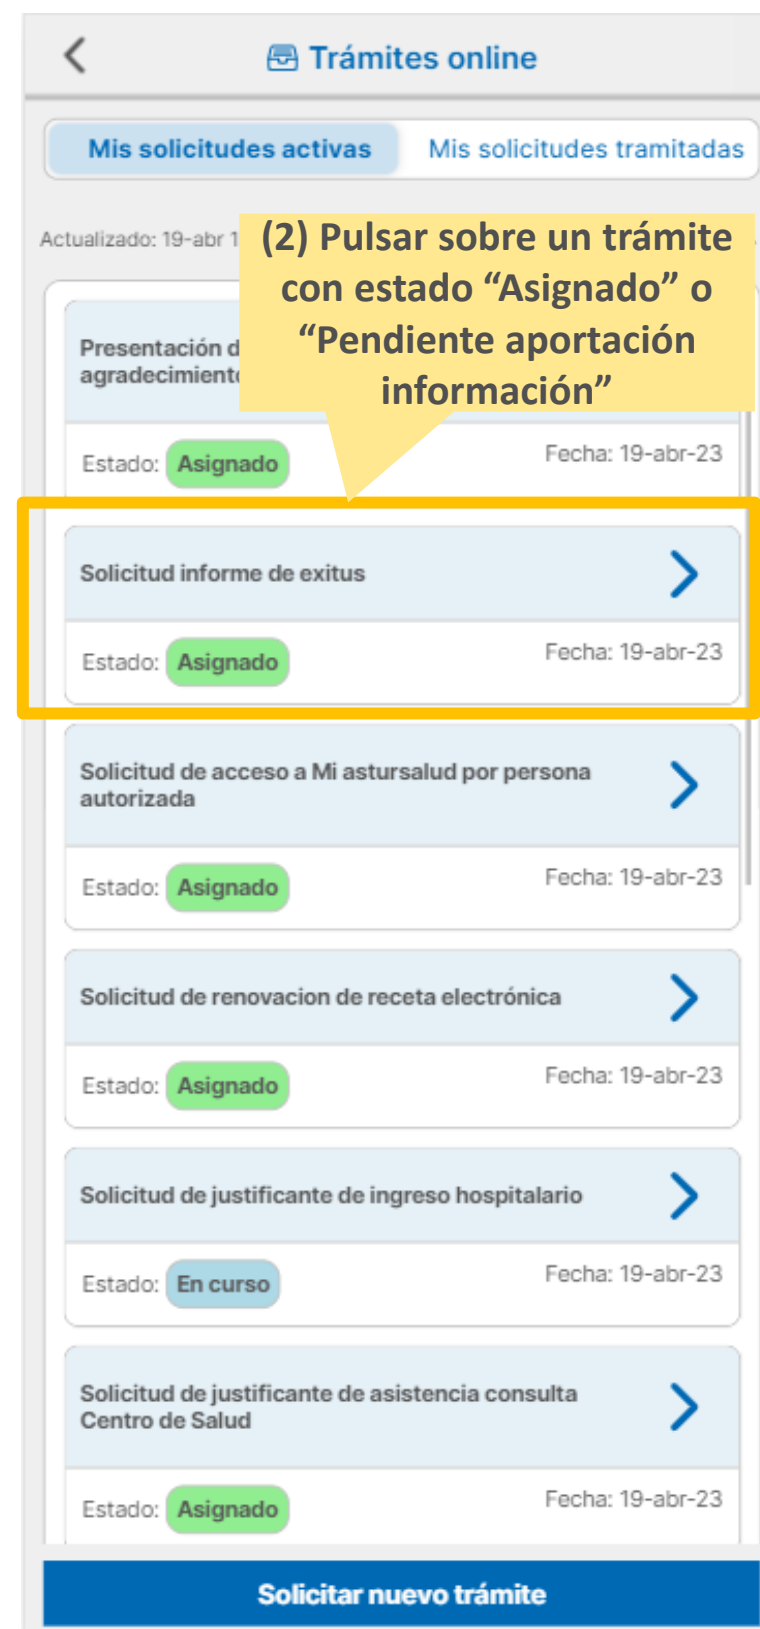 Trámites online
Mis solicitudes activas
Mis solicitudes tramitadas
Actualizado: 19-abr
(2) Pulsar sobre un trámite
con estado “Asignado” o
“Pendiente aportación
información”
Presentación
agradecimiento
Estado: Asignado
Fecha: 19-abr-23
Solicitud informe de exitus
Estado: Asignado
Fecha: 19-abr-23
Solicitud de acceso a Mi astursalud por persona
autorizada
Estado: Asignado
Fecha: 19-abr-23
Solicitud de renovacion de receta electrónica
Estado: Asignado
Fecha: 19-abr-23
Solicitud de justificante de ingreso hospitalario
Estado: En curso
Fecha: 19-abr-23
Solicitud de justificante de asistencia consulta
Centro de Salud
Estado: Asignado
Fecha: 19-abr-23
Solicitar nuevo trámite